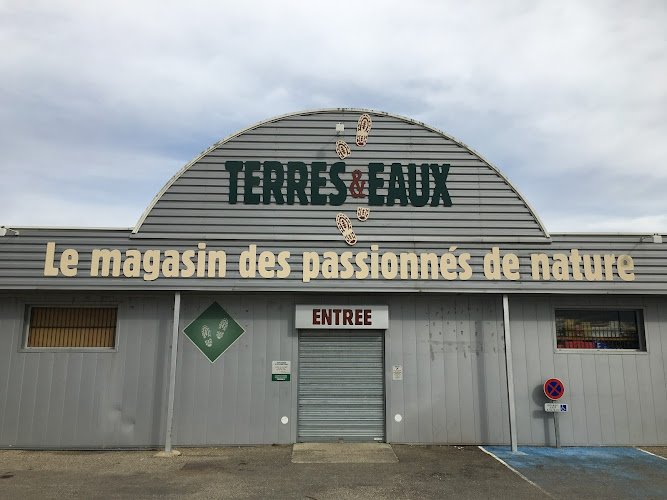 TERRES & EAUX
Le magasin des passionnés de nature
ENTREE